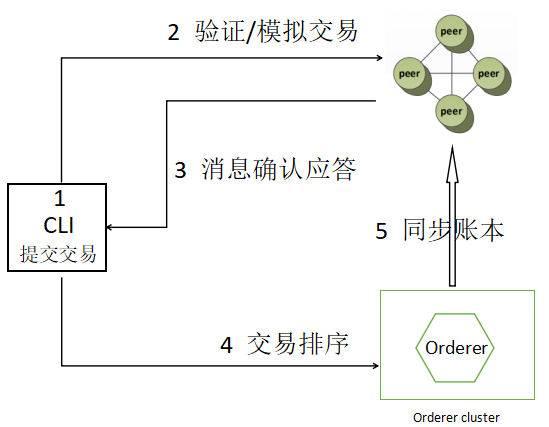 2 验证/模拟交易
peer
peer
peer
peer
3 消息确认应答
1
CLI
提交交易
5 同步账本
4 交易排序
Orderer
Orderer cluster